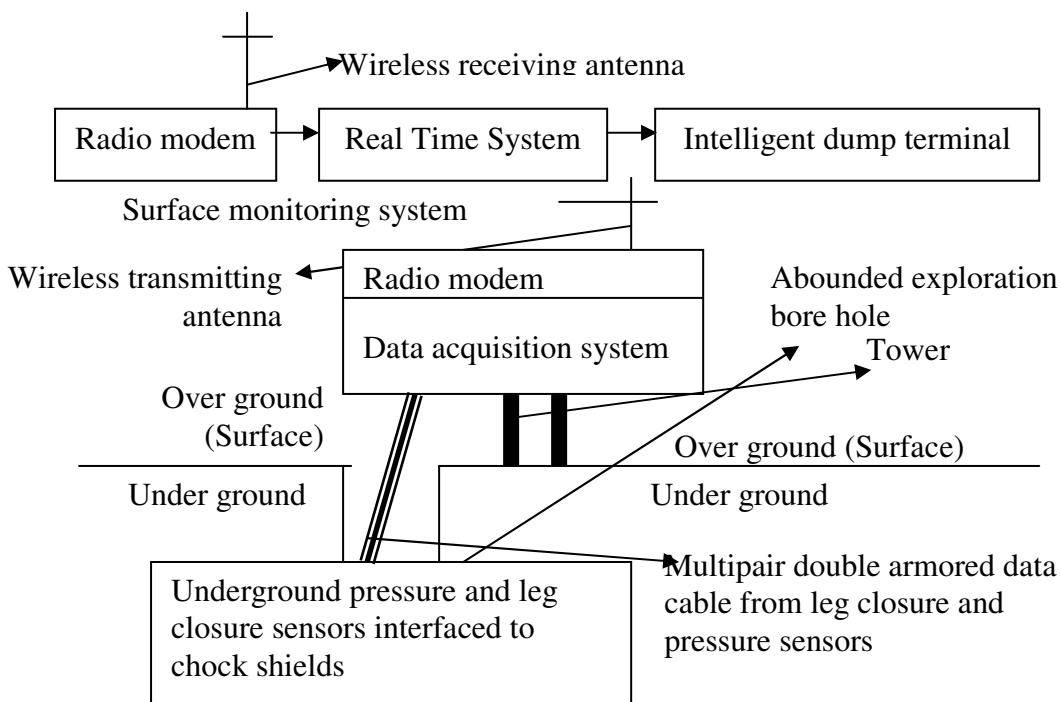 Wireless receiving antenna
Radio modem
Real Time System
Intelligent dump terminal
Surface monitoring system
Wireless transmitting
antenna
Radio modem
Data acquisition system
Abounded exploration
bore hole
Tower
Over ground
(Surface)
Over ground (Surface)
Under ground
Under ground
Underground pressure and leg
closure sensors interfaced to
chock shields
Multipair double armored data
cable from leg closure and
pressure sensors